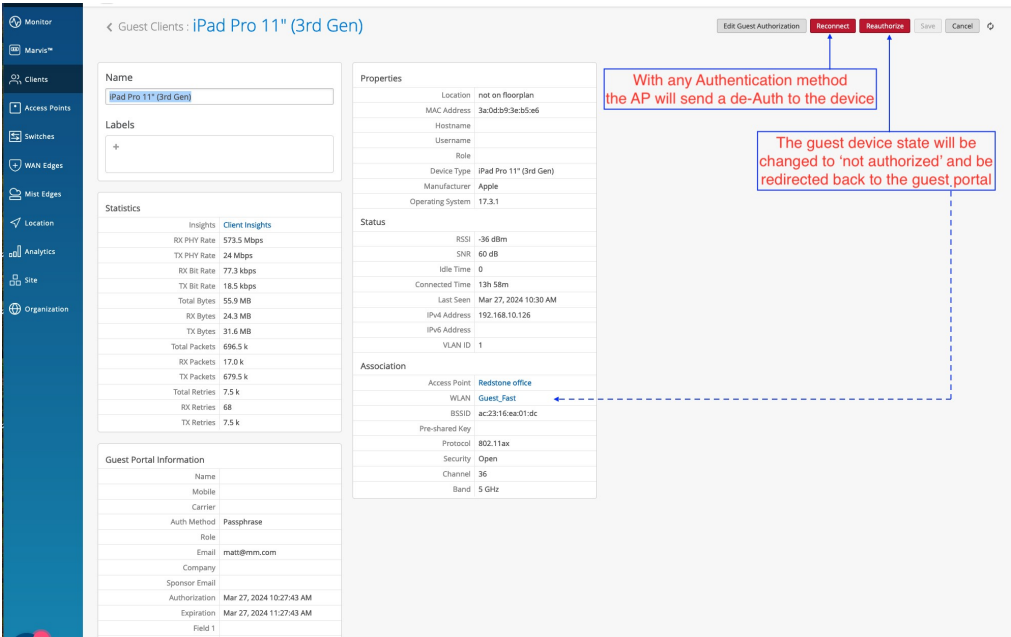 Monitor
Marvis™
Clients
Access Points
Switches
WAN Edges
Mist Edges
Location
Analytics
Site
Organization
< Guest Clients : iPad Pro 11" (3rd Gen)
Edit Guest Authorization
Reconnect
Reauthorize
Save
Cancel
With any Authentication method
the AP will send a de-Auth to the device
The guest device state will be
changed to 'not authorized' and be
redirected back to the guest portal
Name
iPad Pro 11" (3rd Gen)
Labels
+
Statistics
Insights Client Insights
RX PHY Rate 573.5 Mbps
TX PHY Rate 24 Mbps
RX Bit Rate 77.3 kbps
TX Bit Rate 18.5 kbps
Total Bytes 55.9 MB
RX Bytes 24.3 MB
TX Bytes 31.6 MB
Total Packets 696.5 k
RX Packets 17.0 k
TX Packets 679.5 k
Total Retries 7.5 k
RX Retries 68
TX Retries 7.5 k
Guest Portal Information
Name
Mobile
Carrier
Auth Method Passphrase
Role
Email matt@mm.com
Company
Sponsor Email
Authorization Mar 27, 2024 10:27:43 AM
Expiration Mar 27, 2024 11:27:43 AM
Field 1
Properties
Location not on floorplan
MAC Address 3a:0d:b9:3e:b5:e6
Hostname
Username
Role
Device Type iPad Pro 11" (3rd Gen)
Manufacturer Apple
Operating System 17.3.1
Status
RSSI -36 dBm
SNR 60 dB
Idle Time 0
Connected Time 13h 58m
Last Seen Mar 27, 2024 10:30 AM
IPv4 Address 192.168.10.126
IPv6 Address
VLAN ID 1
Association
Access Point Redstone office
WLAN Guest_Fast
BSSID ac:23:16:ea:01:dc
Pre-shared Key
Protocol 802.11ax
Security Open
Channel 36
Band 5 GHz